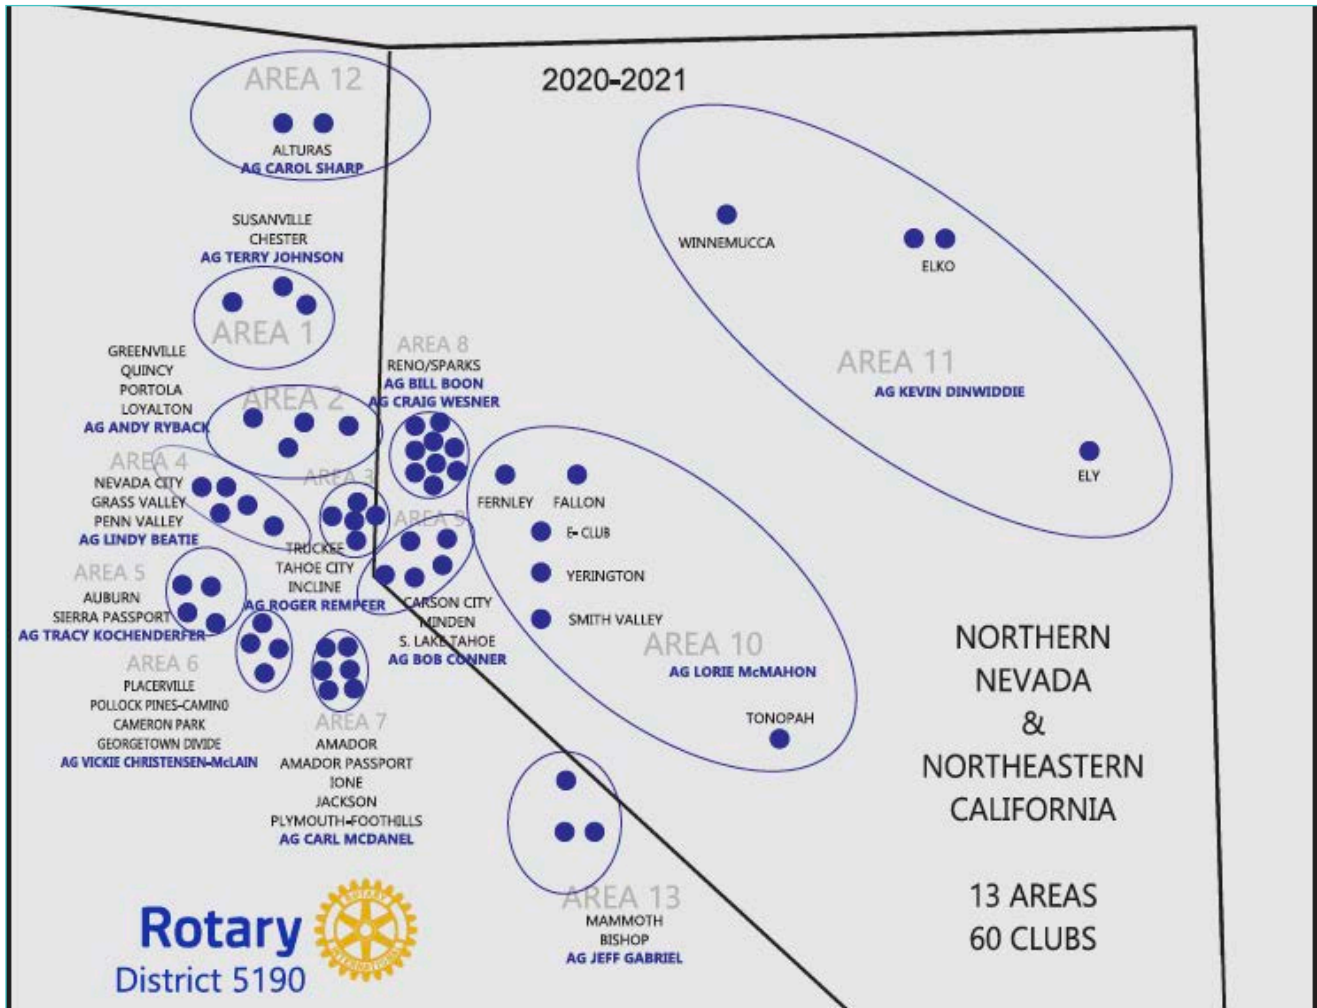 AREA 12
2020-2021
ALTURAS
AG CAROL SHARP
SUSANVILLE
CHESTER
AG TERRY JOHNSON
AREA 1
GREENVILLE
QUINCY
PORTOLA
LOYALTON
AG ANDY RYBACK
AREA 2
AREA 8
RENO/SPARKS
AG BILL BOON
AG CRAIG WESNER
WINNEMUCCA
ELKO
AREA 11
AG KEVIN DINWIDDIE
ELY
AREA 4
NEVADA CITY
GRASS VALLEY
PENN VALLEY
AG LINDY BEATIE
AREA 3
TRUCKEE
TAHOE CITY
INCLINE
AG ROGER REMPFER
AREA 9
CARSON CITY
MINDEN
S. LAKE TAHOE
AG BOB CONNER
FERNLEY
FALLON
E- CLUB
YERINGTON
SMITH VALLEY
AREA 10
AG LORIE McMAHON
TONOPAH
AREA 5
AUBURN
SIERRA PASSPORT
AG TRACY KOCHENDERFER
AREA 6
PLACERVILLE
POLLOCK PINES-CAMINO
CAMERON PARK
GEORGETOWN DIVIDE
AG VICKIE CHRISTENSEN-McLAIN
AREA 7
AMADOR
AMADOR PASSPORT
IONE
JACKSON
PLYMOUTH-FOOTHILLS
AG CARL MCDANEL
AREA 13
MAMMOTH
BISHOP
AG JEFF GABRIEL
NORTHERN
NEVADA
&
NORTHEASTERN
CALIFORNIA
13 AREAS
60 CLUBS
Rotary
District 5190
ROTARY
INTERNATIONAL